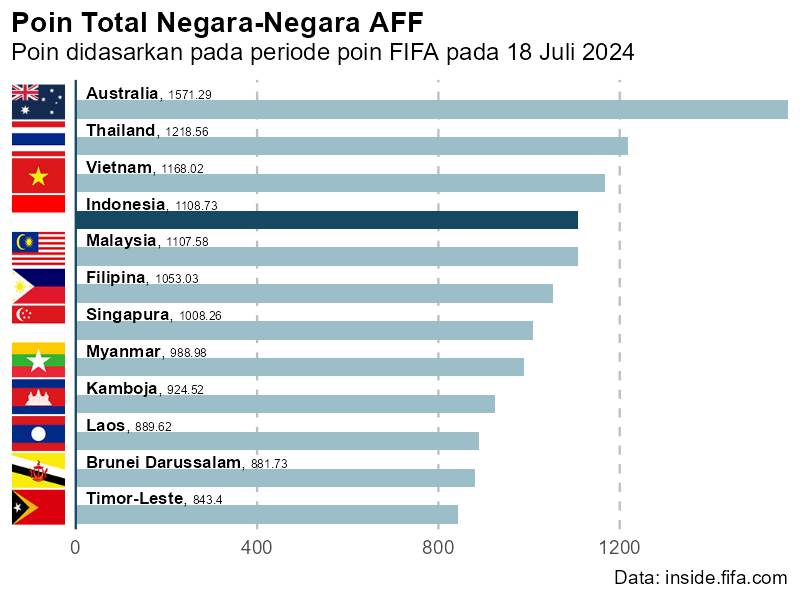 Poin Total Negara-Negara AFF
Poin didasarkan pada periode poin FIFA pada 18 Juli 2024
Australia, 1571.29
Thailand, 1218.56
Vietnam, 1168.02
Indonesia, 1108.73
Malaysia, 1107.58
Filipina, 1053.03
Singapura, 1008.26
Myanmar, 988.98
Kamboja, 924.52
Laos, 889.62
Brunei Darussalam, 881.73
Timor-Leste, 843.4
0 400 800 1200
Data: inside.fifa.com